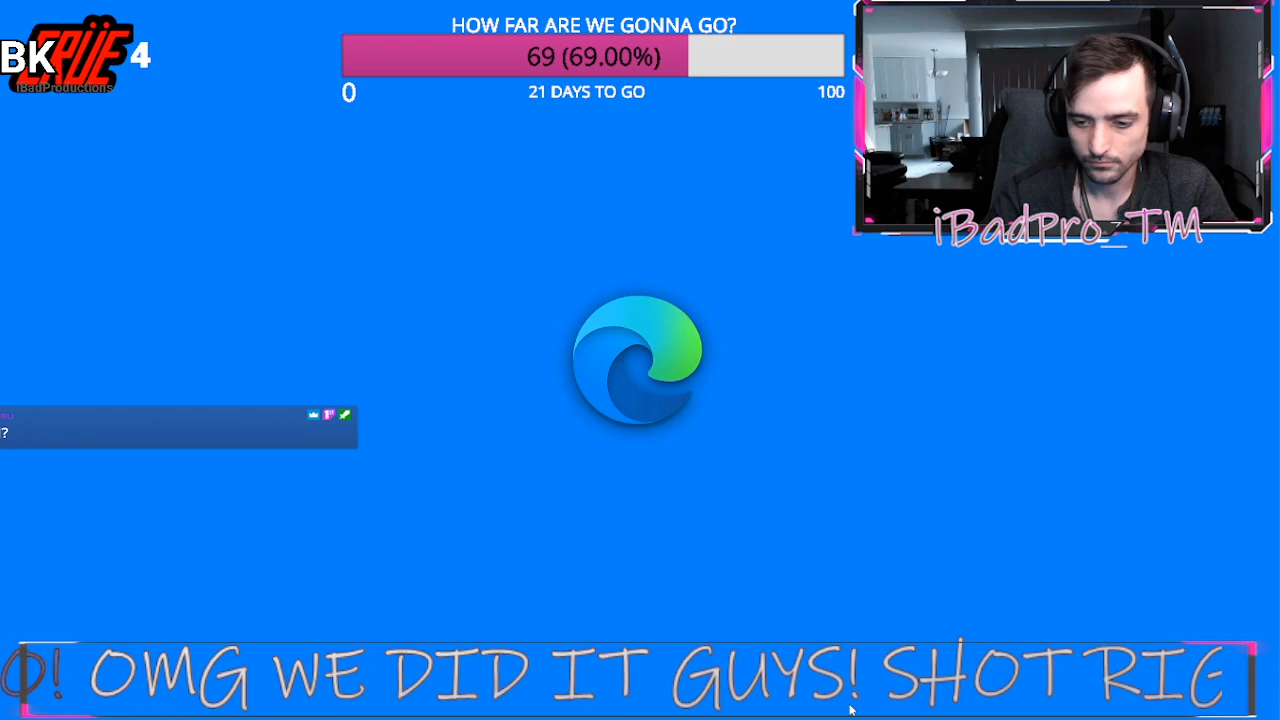 HOW FAR ARE WE GONNA GO?
BK CRÜE 4
iBadProductions
69 (69.00%)
0 21 DAYS TO GO 100
iBadPro_TM
?
! OMG WE DID IT GUYS! SHOT RIG